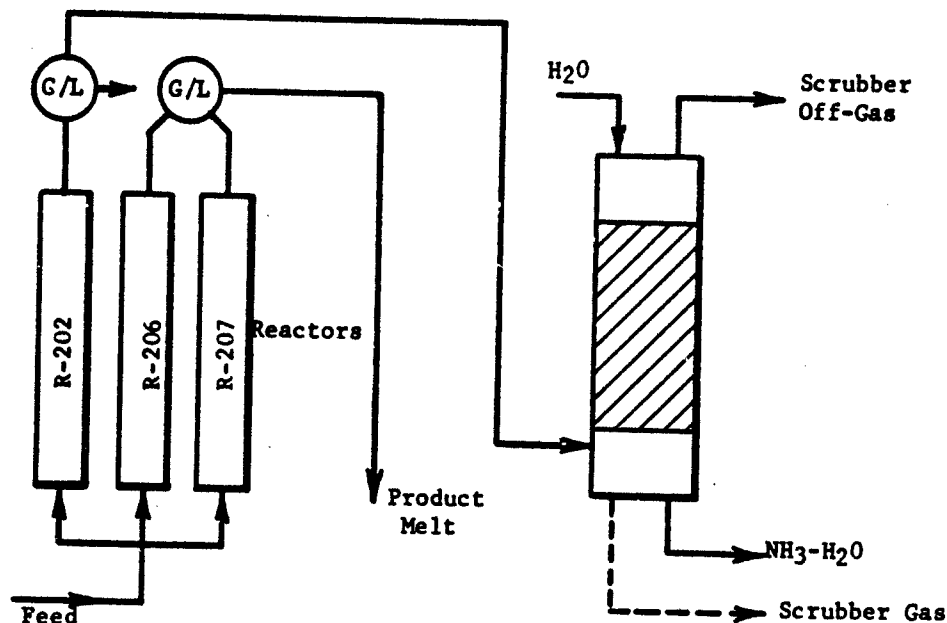 G/L
G/L
H2O
Scrubber
Off-Gas
R-202
R-206
R-207
Reactors
Product
Melt
NH3-H2O
Feed
Scrubber Gas